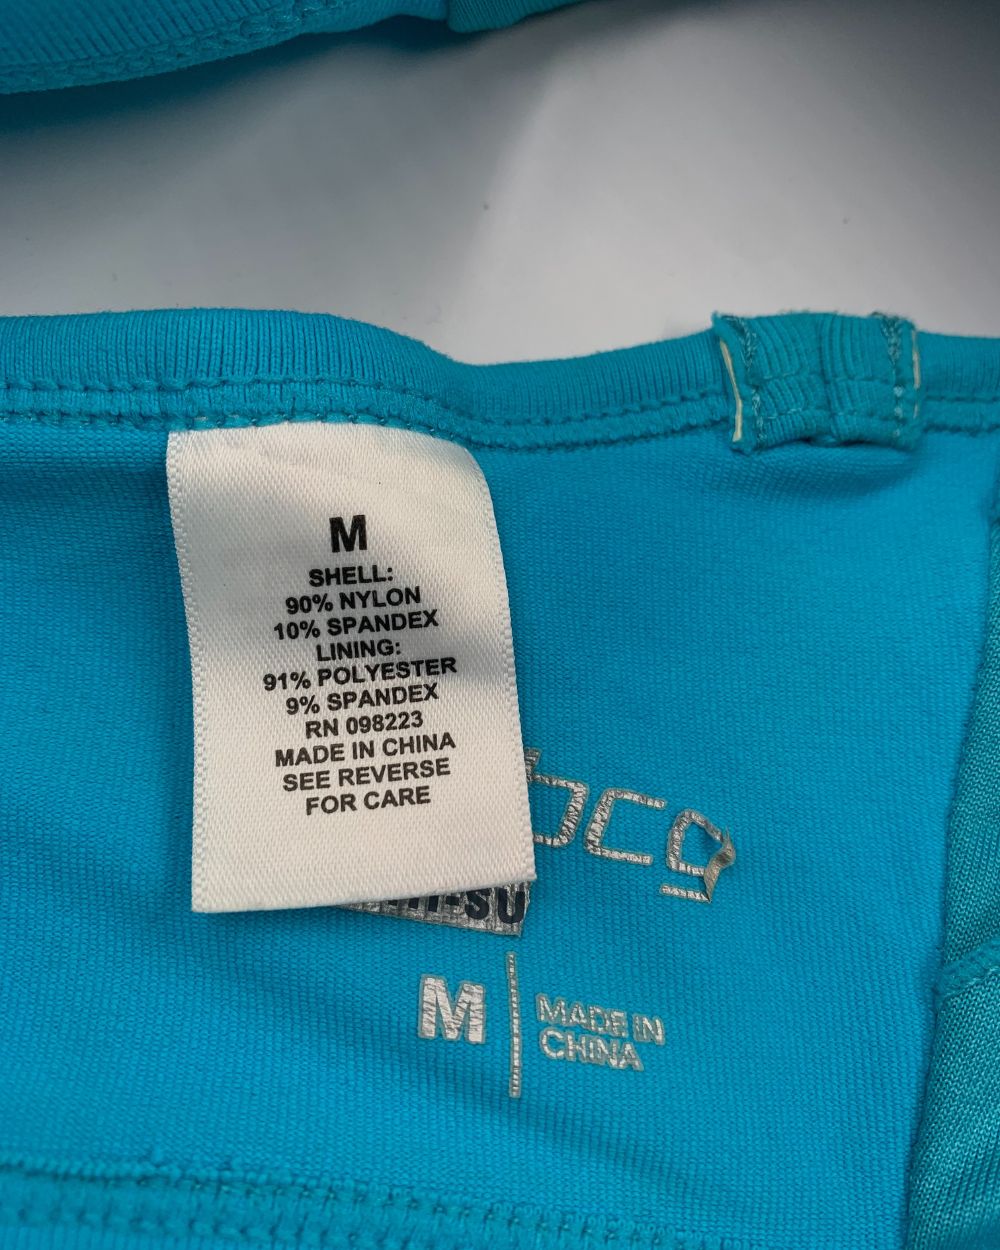 M
SHELL:
90% NYLON
10% SPANDEX
LINING:
91% POLYESTER
9% SPANDEX
RN 098223
MADE IN CHINA
SEE REVERSE
FOR CARE
M
MADE IN
CHINA